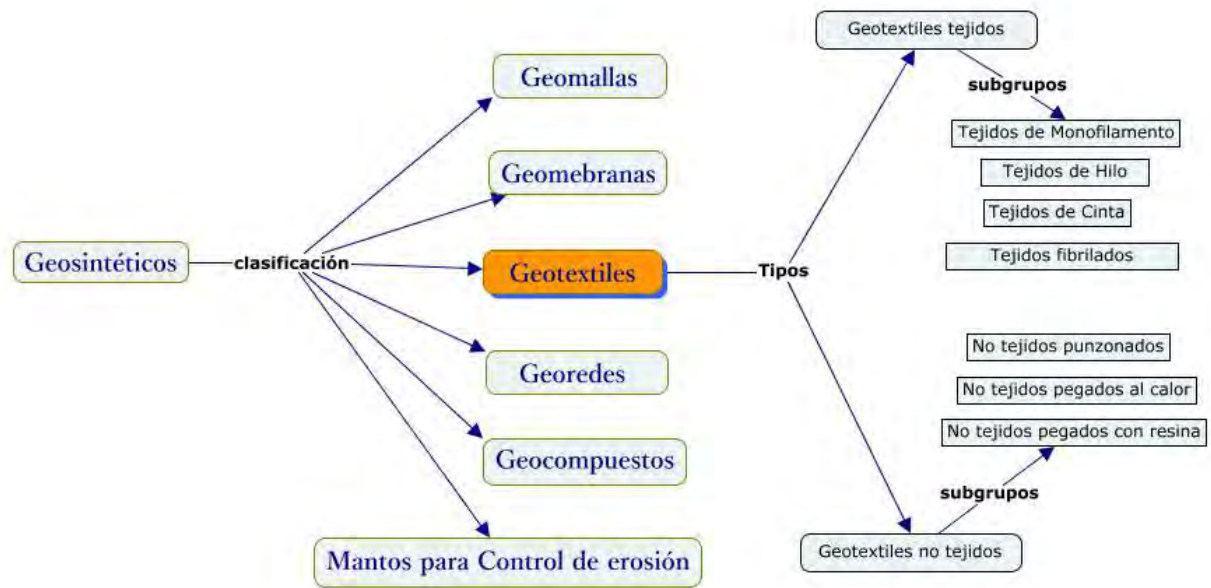 Geosintéticos
clasificación
Geomallas
Geomebranas
Geotextiles
Georedes
Geocompuestos
Mantos para Control de erosión
Tipos
Geotextiles tejidos
subgrupos
Tejidos de Monofilamento
Tejidos de Hilo
Tejidos de Cinta
Tejidos fibrilados
No tejidos punzonados
No tejidos pegados al calor
No tejidos pegados con resina
subgrupos
Geotextiles no tejidos